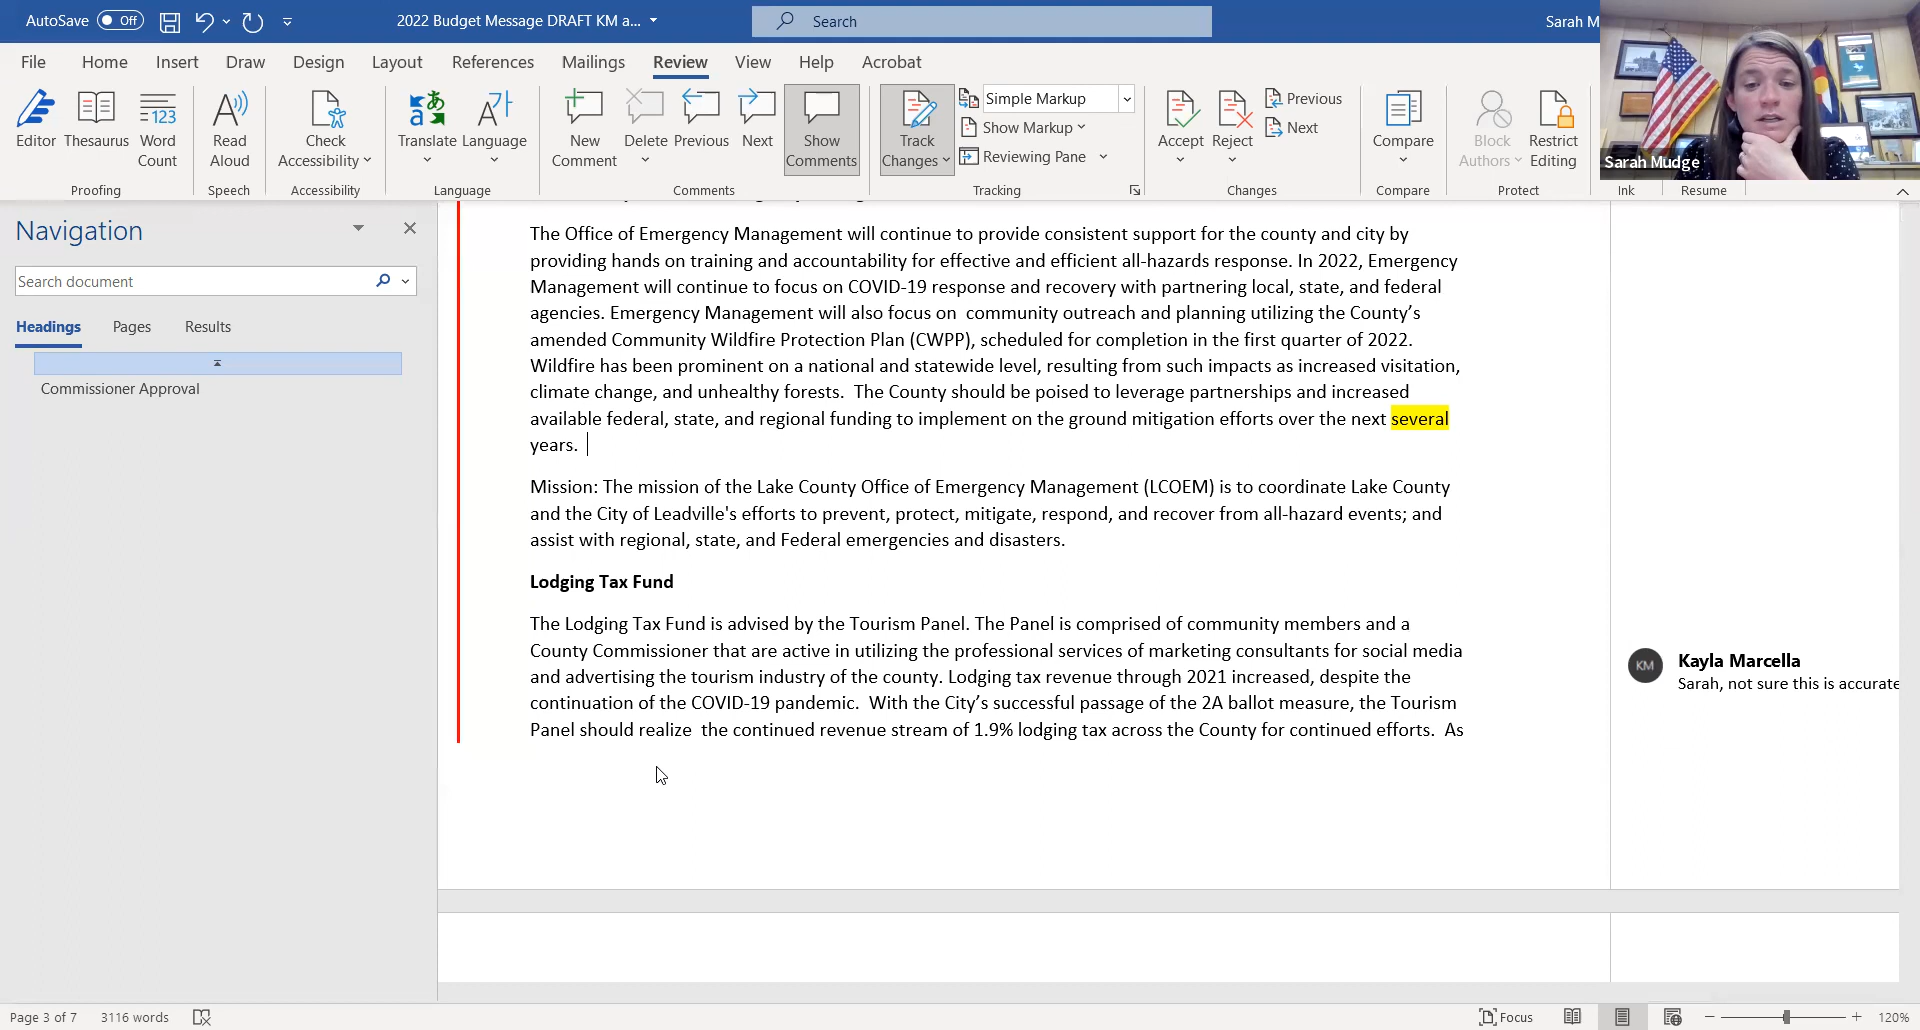 AutoSave Off 2022 Budget Message DRAFT KM a... Search Sarah M
File Home Insert Draw Design Layout References Mailings Review View Help Acrobat
Editor Thesaurus Word Count
Read Aloud
Check Accessibility
Translate Language
New Comment Delete Previous Next Show Comments
Track Changes
Simple Markup
Show Markup
Reviewing Pane
Accept Reject
Previous
Next
Compare
Block Authors Restrict Editing
Sarah Mudge
Proofing Speech Accessibility Language Comments Tracking Changes Compare Protect Ink Resume
Navigation
Search document
Headings Pages Results
Commissioner Approval
The Office of Emergency Management will continue to provide consistent support for the county and city by
providing hands on training and accountability for effective and efficient all-hazards response. In 2022, Emergency
Management will continue to focus on COVID-19 response and recovery with partnering local, state, and federal
agencies. Emergency Management will also focus on  community outreach and planning utilizing the County’s
amended Community Wildfire Protection Plan (CWPP), scheduled for completion in the first quarter of 2022.
Wildfire has been prominent on a national and statewide level, resulting from such impacts as increased visitation,
climate change, and unhealthy forests.  The County should be poised to leverage partnerships and increased
available federal, state, and regional funding to implement on the ground mitigation efforts over the next several
years.
Mission: The mission of the Lake County Office of Emergency Management (LCOEM) is to coordinate Lake County
and the City of Leadville's efforts to prevent, protect, mitigate, respond, and recover from all-hazard events; and
assist with regional, state, and Federal emergencies and disasters.
Lodging Tax Fund
The Lodging Tax Fund is advised by the Tourism Panel. The Panel is comprised of community members and a
County Commissioner that are active in utilizing the professional services of marketing consultants for social media
and advertising the tourism industry of the county. Lodging tax revenue through 2021 increased, despite the
continuation of the COVID-19 pandemic.  With the City’s successful passage of the 2A ballot measure, the Tourism
Panel should realize  the continued revenue stream of 1.9% lodging tax across the County for continued efforts.  As
KM Kayla Marcella
Sarah, not sure this is accurate
Page 3 of 7 3116 words Focus 120%